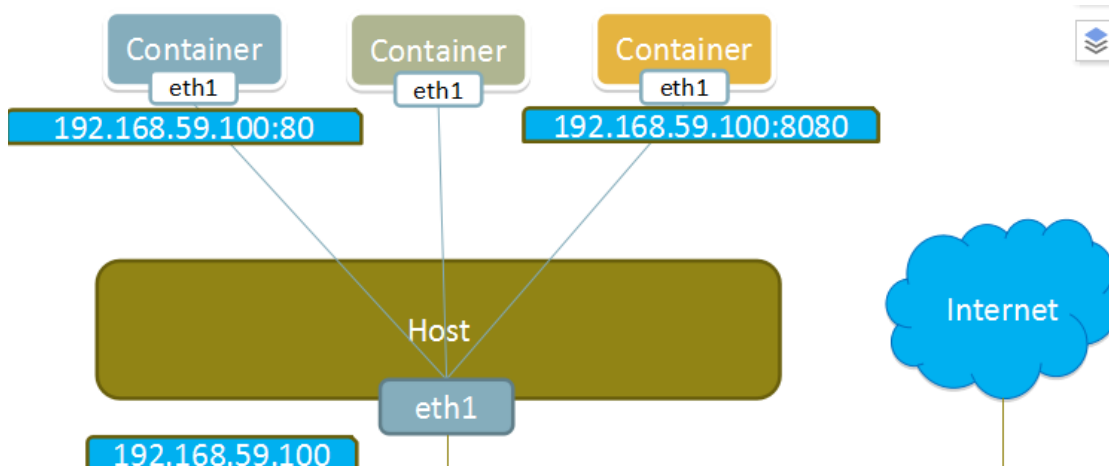 Container
Container
Container
eth1
eth1
eth1
192.168.59.100:80
192.168.59.100:8080
Host
Internet
eth1
192.168.59.100